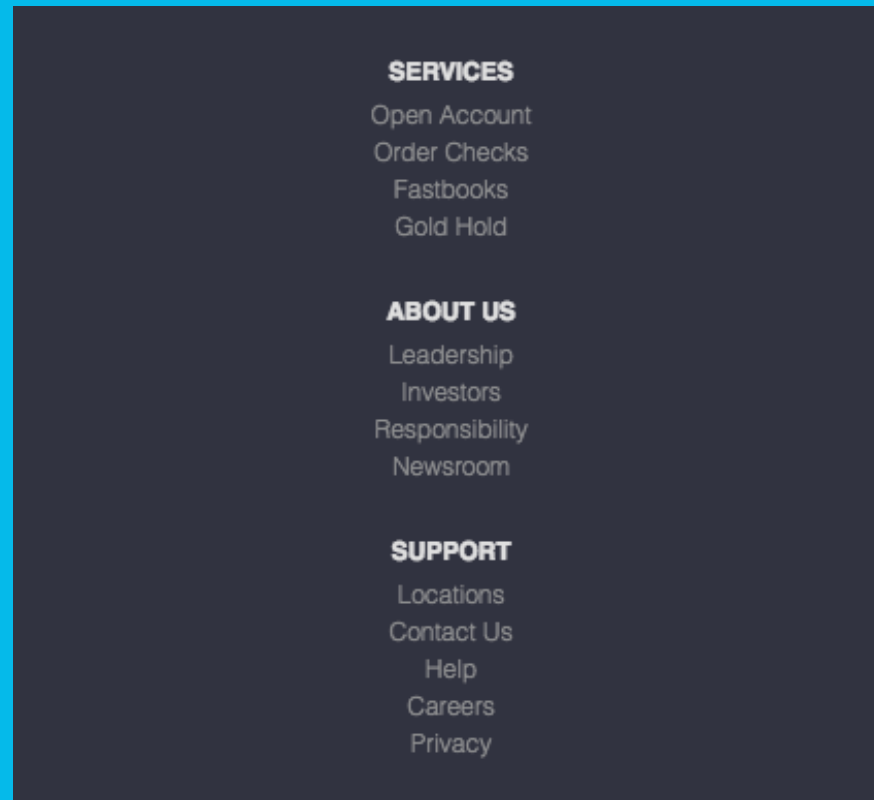 SERVICES
Open Account
Order Checks
Fastbooks
Gold Hold
ABOUT US
Leadership
Investors
Responsibility
Newsroom
SUPPORT
Locations
Contact Us
Help
Careers
Privacy